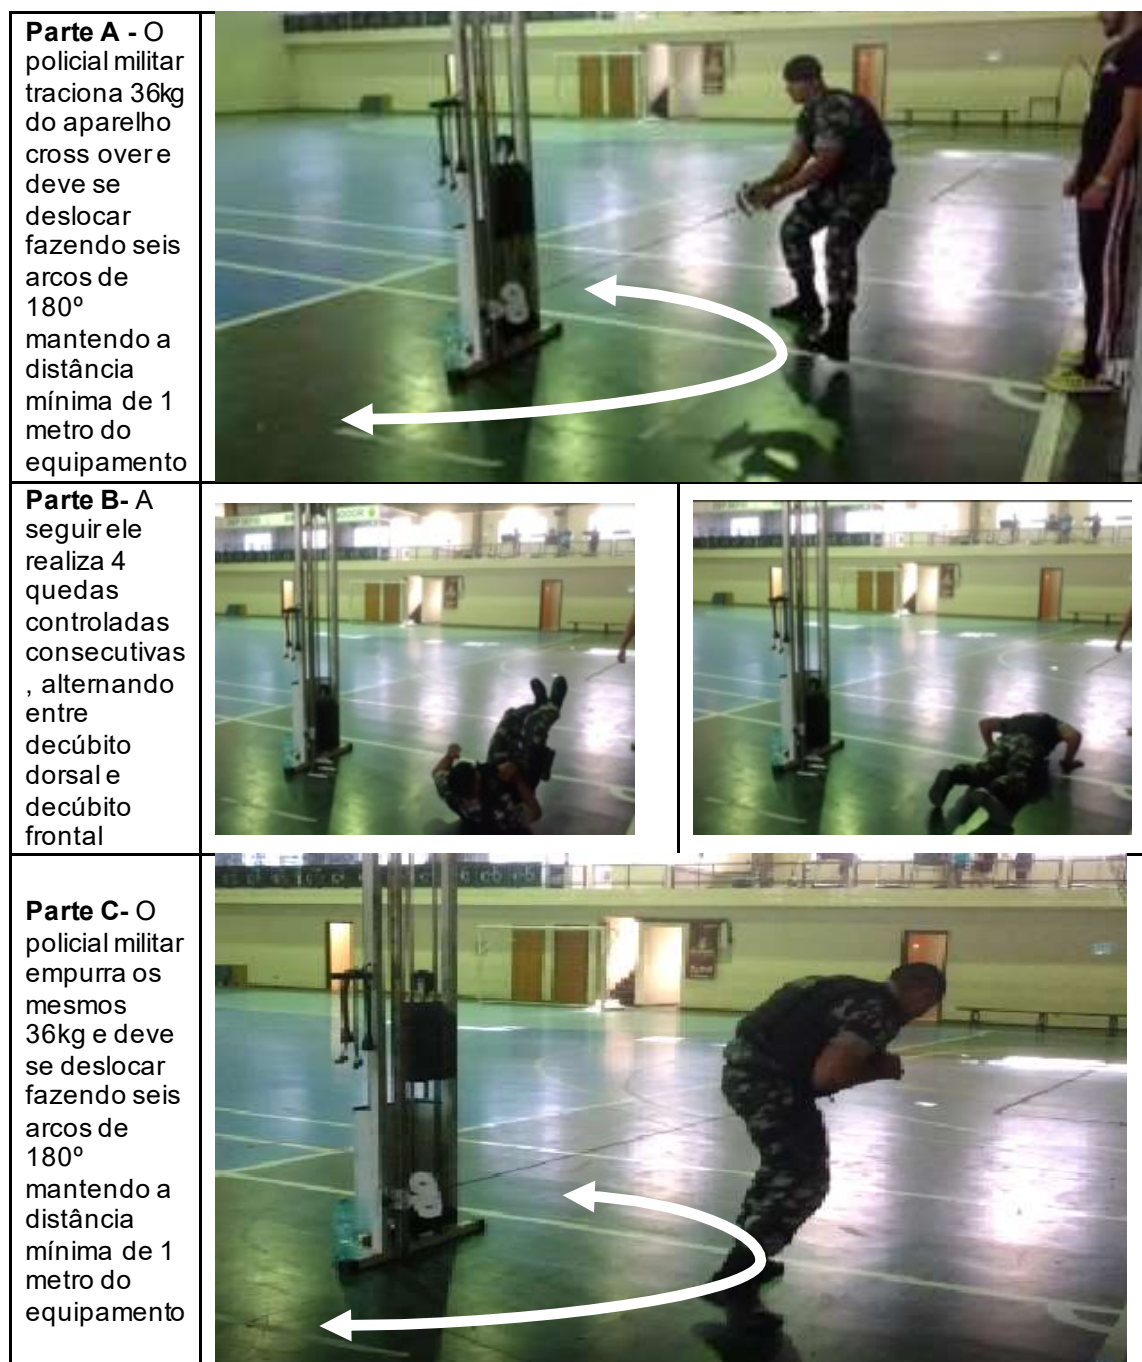 Parte A - O
policial militar
traciona 36kg
do aparelho
cross over e
deve se
deslocar
fazendo seis
arcos de
180º
mantendo a
distância
mínima de 1
metro do
equipamento
Parte B- A
seguir ele
realiza 4
quedas
controladas
consecutivas
, alternando
entre
decúbito
dorsal e
decúbito
frontal
Parte C- O
policial militar
empurra os
mesmos
36kg e deve
se deslocar
fazendo seis
arcos de
180º
mantendo a
distância
mínima de 1
metro do
equipamento